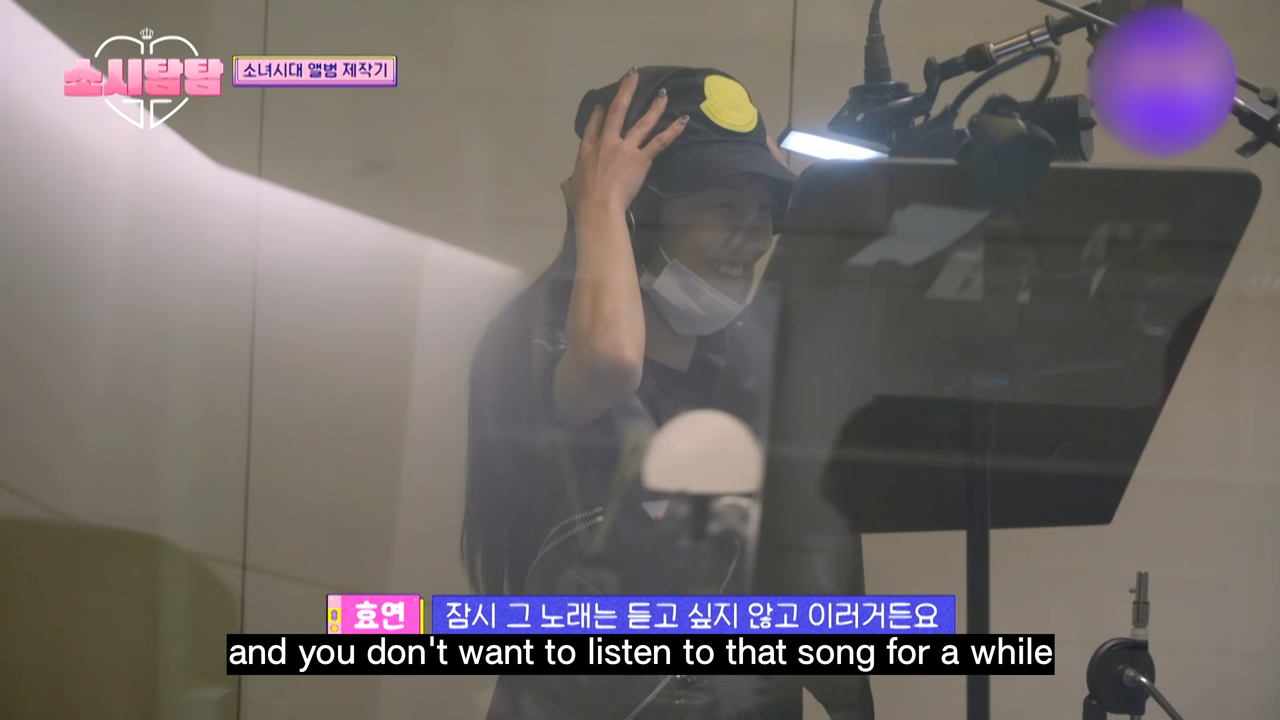 소시탐탐
소녀시대 앨범 제작기
효연
잠시 그 노래는 듣고 싶지 않고 이러거든요
and you don't want to listen to that song for a while